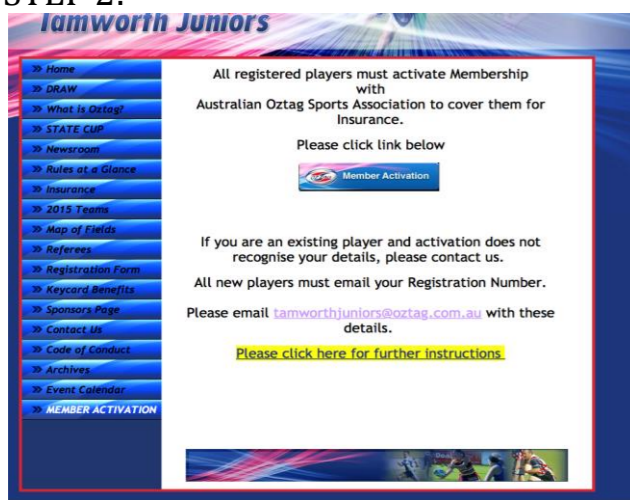 STEP 2:
Tamworth Juniors
» Home
» DRAW
» What is Oztag?
» STATE CUP
» Newsroom
» Rules at a Glance
» Insurance
» 2015 Teams
» Map of Fields
» Referees
» Registration Form
» Keycard Benefits
» Sponsors Page
» Contact Us
» Code of Conduct
» Archives
» Event Calendar
» MEMBER ACTIVATION
All registered players must activate Membership
with
Australian Oztag Sports Association to cover them for
Insurance.
Please click link below
Member Activation
If you are an existing player and activation does not
recognise your details, please contact us.
All new players must email your Registration Number.
Please email tamworthjuniors@oztag.com.au with these
details.
Please click here for further instructions